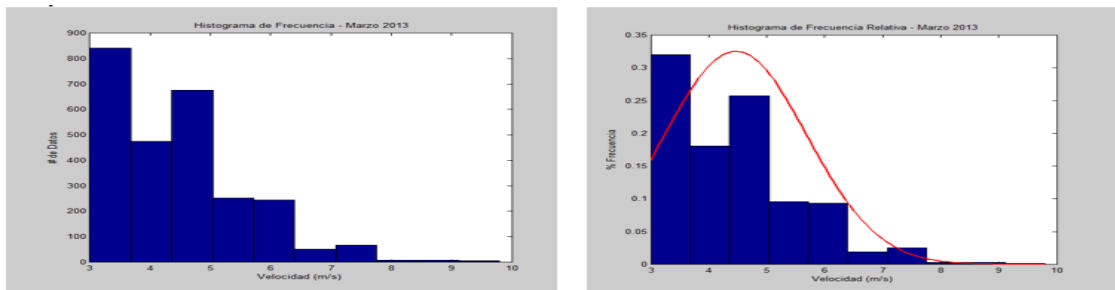 Histograma de Frecuencia - Marzo 2013
900
800
700
600
500
400
300
200
100
0
# de Datos
3 4 5 6 7 8 9 10
Velocidad (m/s)
Histograma de Frecuencia Relativa - Marzo 2013
0.35
0.3
0.25
0.2
0.15
0.1
0.05
0
% Frecuencia
3 4 5 6 7 8 9 10
Velocidad (m/s)